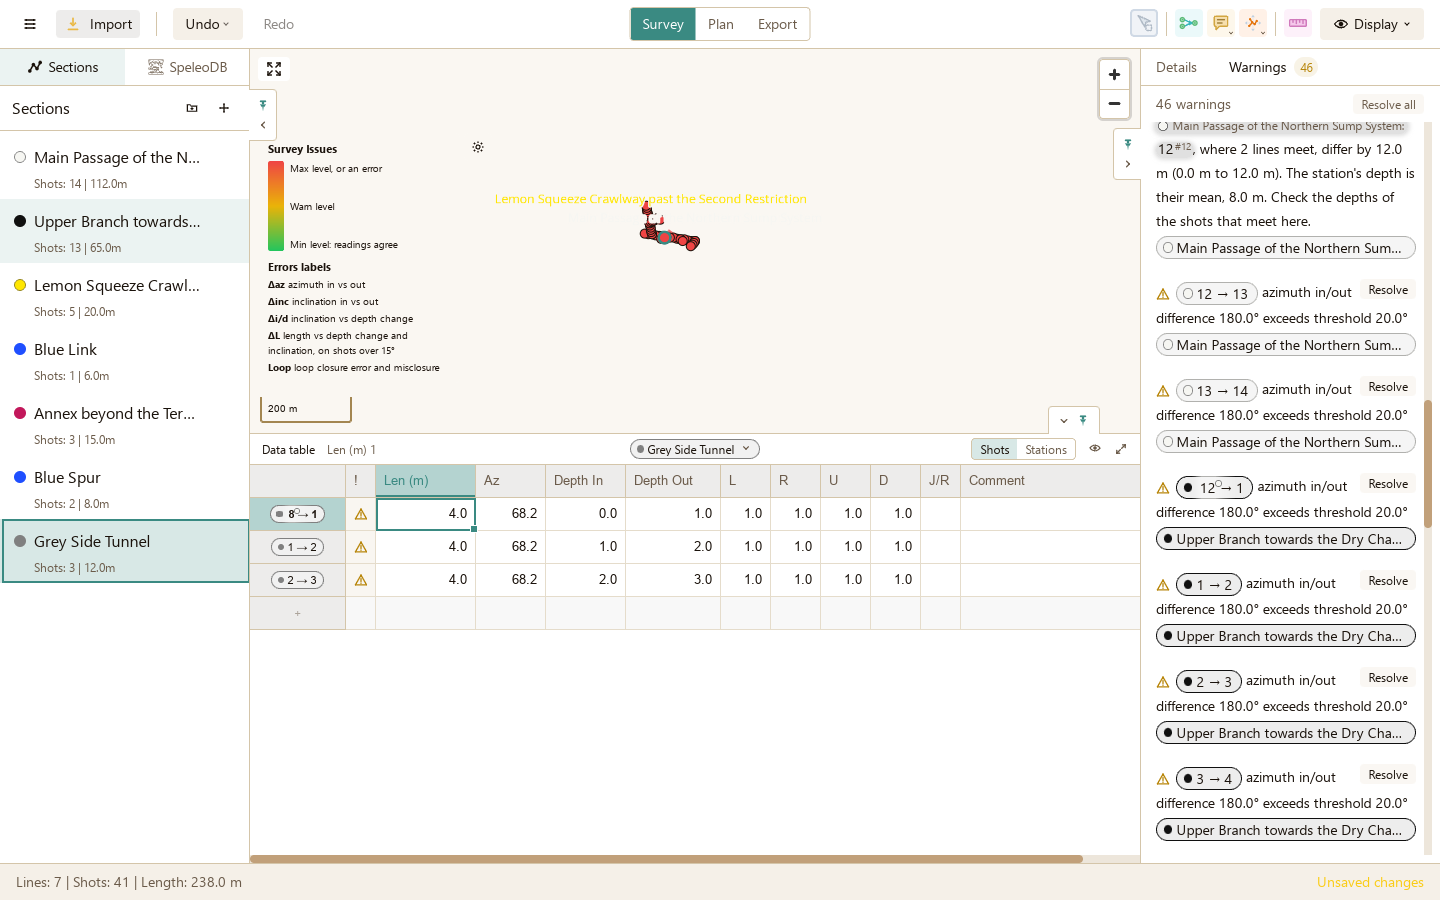 Import
Undo
Redo
Survey
Plan
Export
Display
Sections
SpeleoDB
Sections
Main Passage of the N...
Shots: 14 | 112.0m
Upper Branch towards...
Shots: 13 | 65.0m
Lemon Squeeze Crawl...
Shots: 5 | 20.0m
Blue Link
Shots: 1 | 6.0m
Annex beyond the Ter...
Shots: 3 | 15.0m
Blue Spur
Shots: 2 | 8.0m
Grey Side Tunnel
Shots: 3 | 12.0m
Survey Issues
Max level, or an error
Warn level
Min level: readings agree
Errors labels
Δaz azimuth in vs out
Δinc inclination in vs out
Δi/d inclination vs depth change
ΔL length vs depth change and
inclination, on shots over 15°
Loop loop closure error and misclosure
200 m
Lemon Squeeze Crawlway past the Second Restriction
Data table
Len (m) 1
Grey Side Tunnel
Shots
Stations
! Len (m) Az Depth In Depth Out L R U D J/R Comment
8 → 1 4.0 68.2 0.0 1.0 1.0 1.0 1.0 1.0
1 → 2 4.0 68.2 1.0 2.0 1.0 1.0 1.0 1.0
2 → 3 4.0 68.2 2.0 3.0 1.0 1.0 1.0 1.0
+
Details
Warnings 46
46 warnings
Resolve all
Main Passage of the Northern Sump System:
12#12, where 2 lines meet, differ by 12.0
m (0.0 m to 12.0 m). The station's depth is
their mean, 8.0 m. Check the depths of
the shots that meet here.
Main Passage of the Northern Sum...
12 → 13 azimuth in/out Resolve
difference 180.0° exceeds threshold 20.0°
Main Passage of the Northern Sum...
13 → 14 azimuth in/out Resolve
difference 180.0° exceeds threshold 20.0°
Main Passage of the Northern Sum...
12 → 1 azimuth in/out Resolve
difference 180.0° exceeds threshold 20.0°
Upper Branch towards the Dry Cha...
1 → 2 azimuth in/out Resolve
difference 180.0° exceeds threshold 20.0°
Upper Branch towards the Dry Cha...
2 → 3 azimuth in/out Resolve
difference 180.0° exceeds threshold 20.0°
Upper Branch towards the Dry Cha...
3 → 4 azimuth in/out Resolve
difference 180.0° exceeds threshold 20.0°
Upper Branch towards the Dry Cha...
Lines: 7 | Shots: 41 | Length: 238.0 m
Unsaved changes